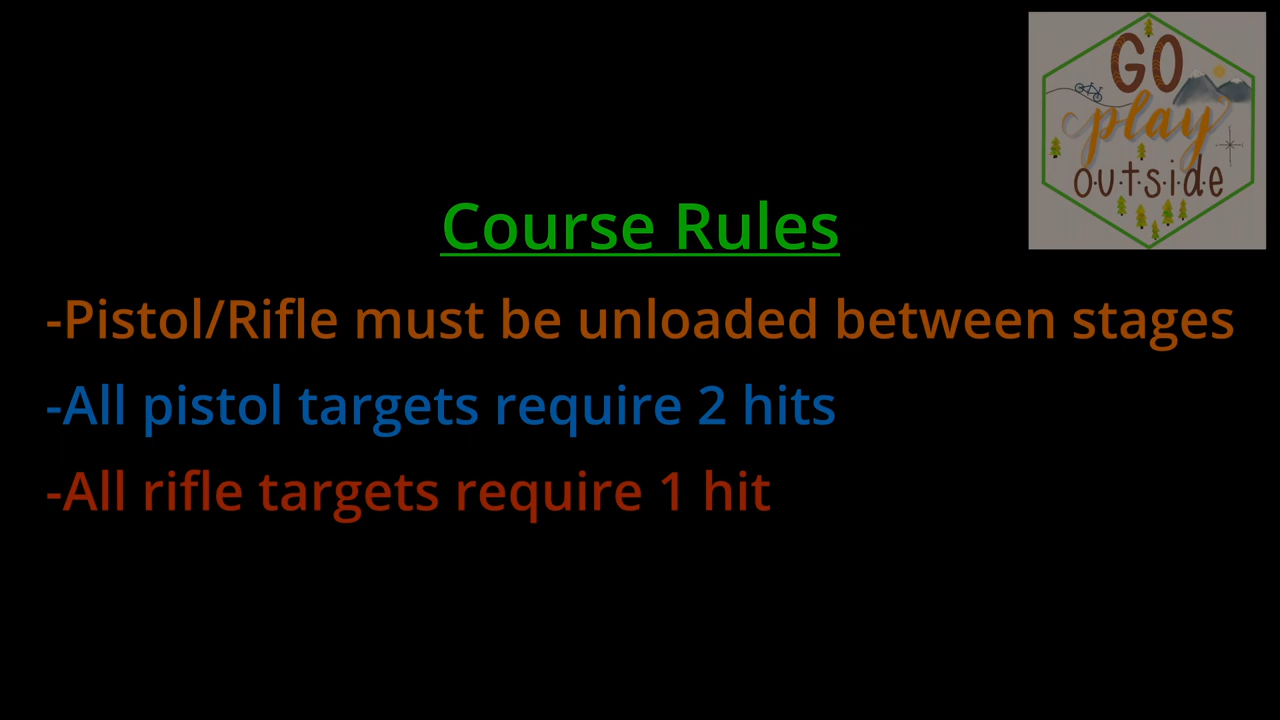 GO
play
outside
Course Rules
-Pistol/Rifle must be unloaded between stages
-All pistol targets require 2 hits
-All rifle targets require 1 hit